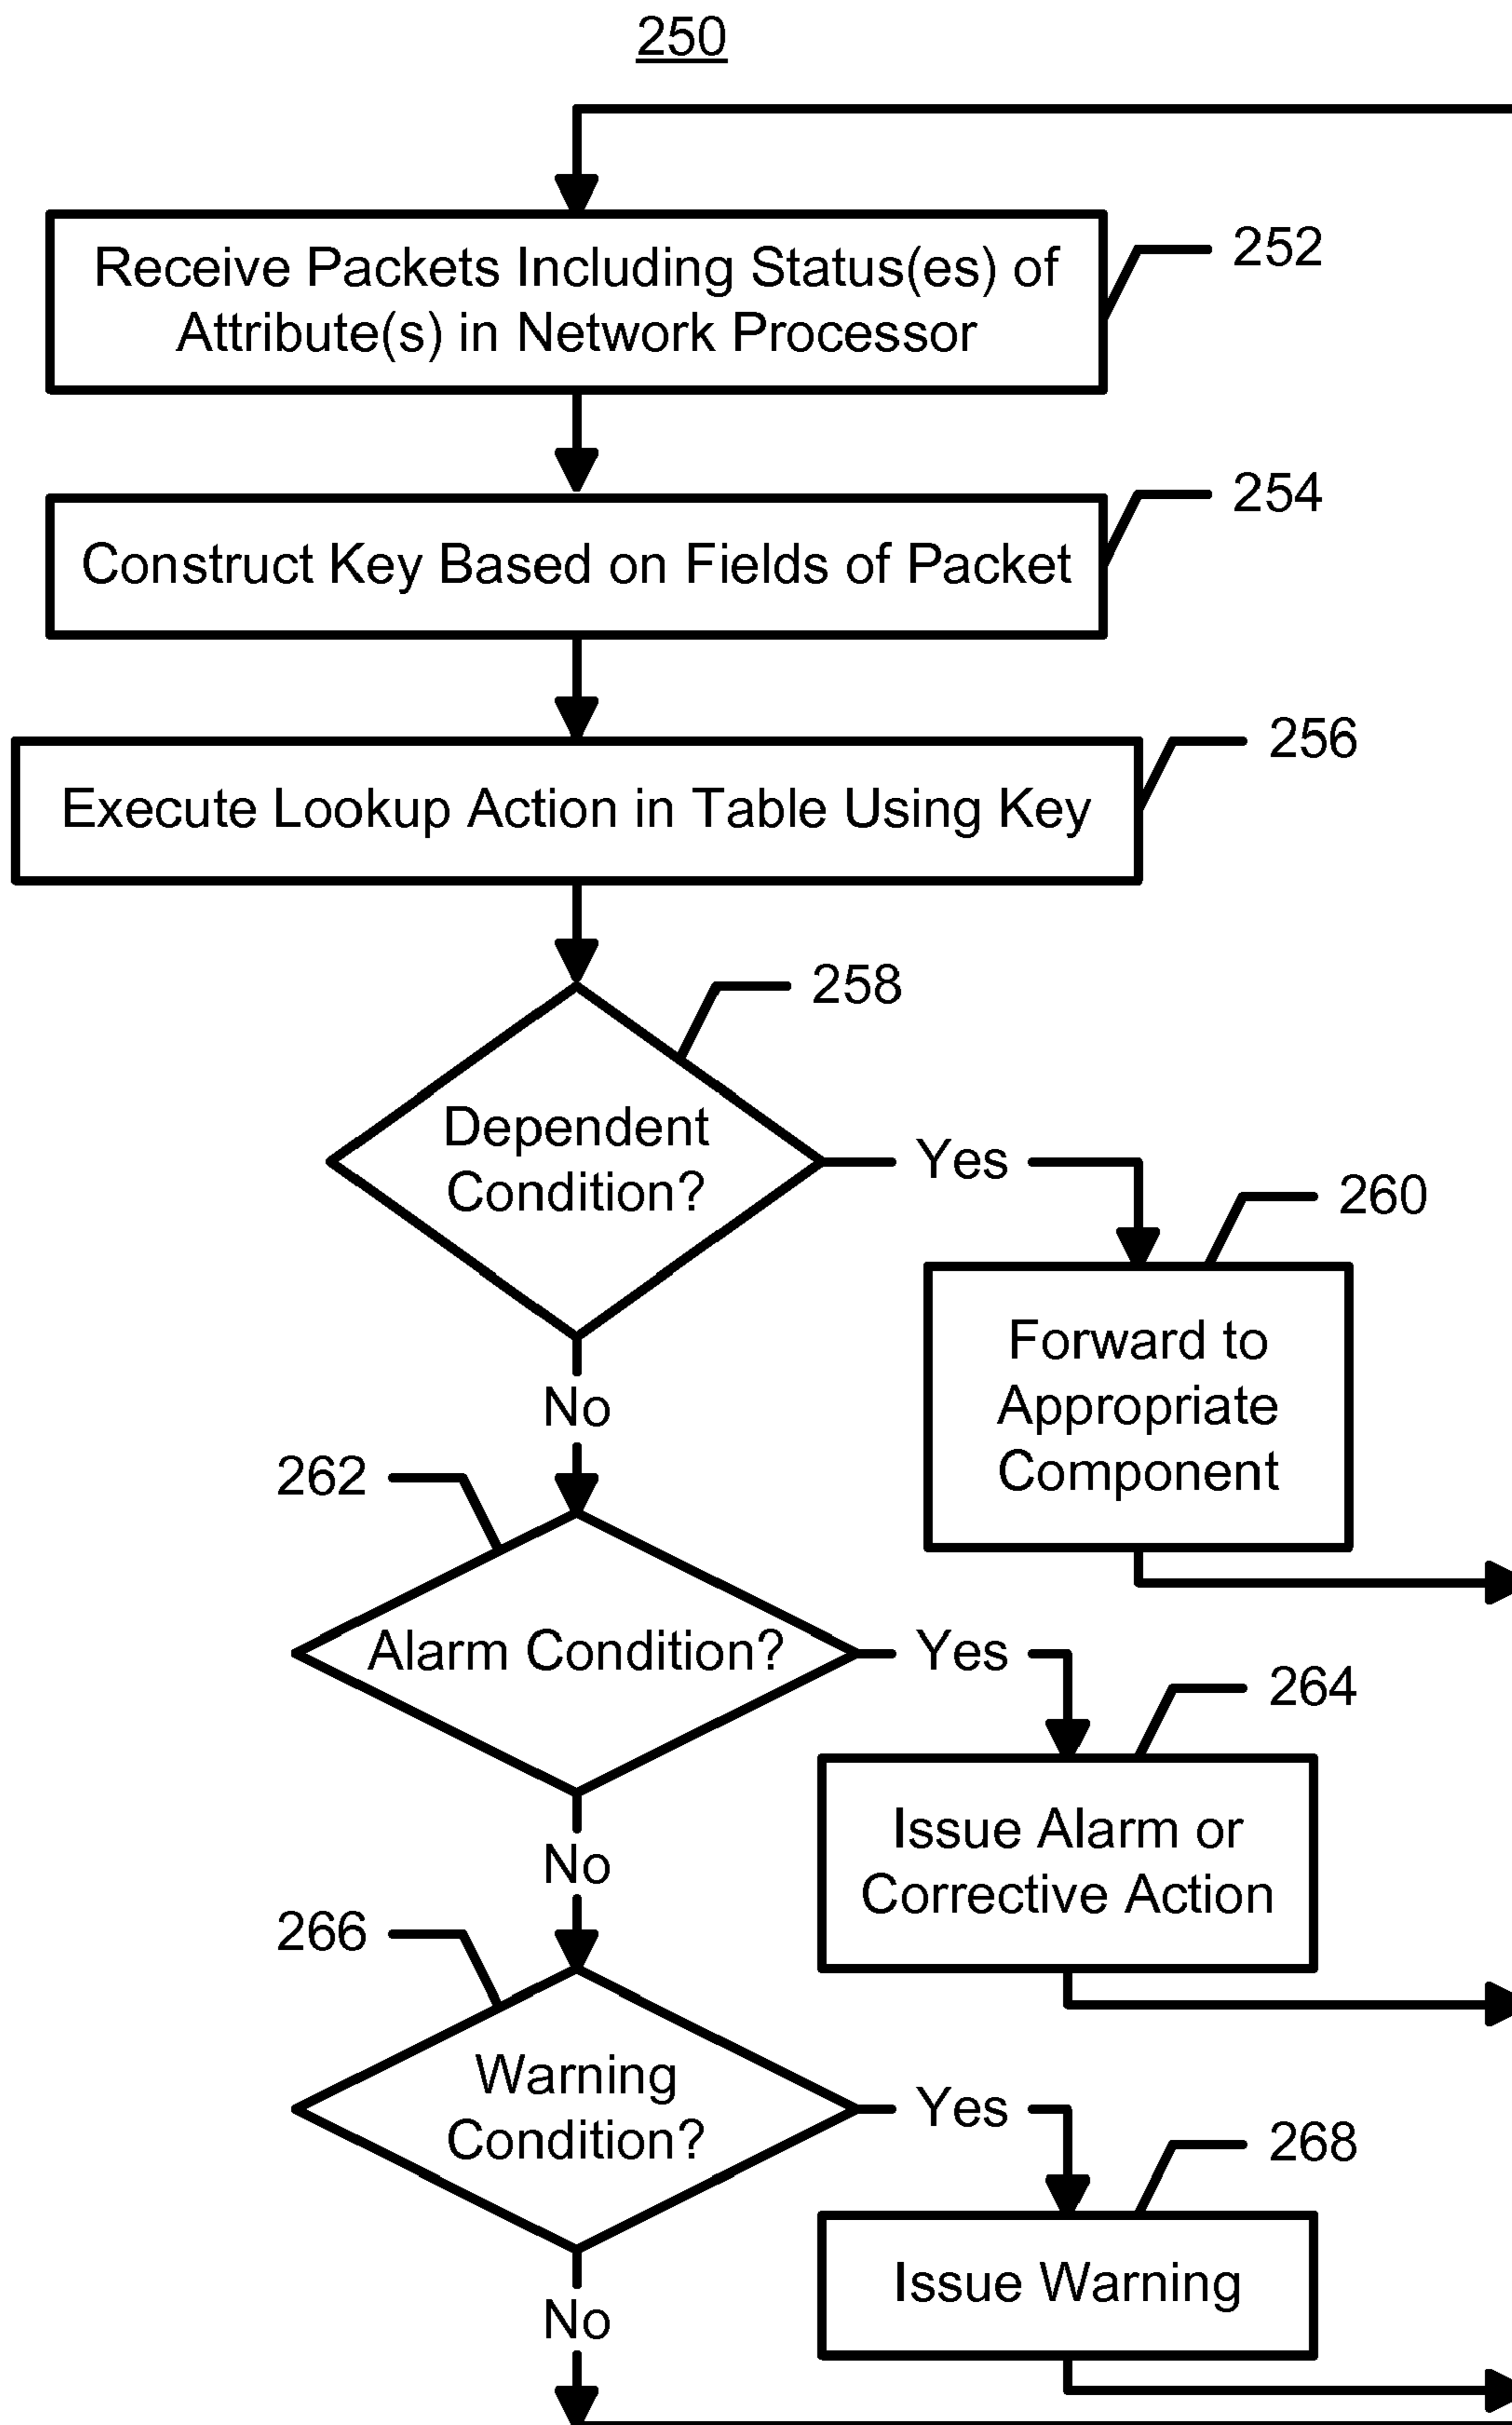 250
Receive Packets Including Status(es) of
Attribute(s) in Network Processor
252
Construct Key Based on Fields of Packet
254
Execute Lookup Action in Table Using Key
256
Dependent
Condition?
258
Yes
Forward to
Appropriate
Component
260
No
Alarm Condition?
262
Yes
Issue Alarm or
Corrective Action
264
No
Warning
Condition?
266
Yes
Issue Warning
268
No